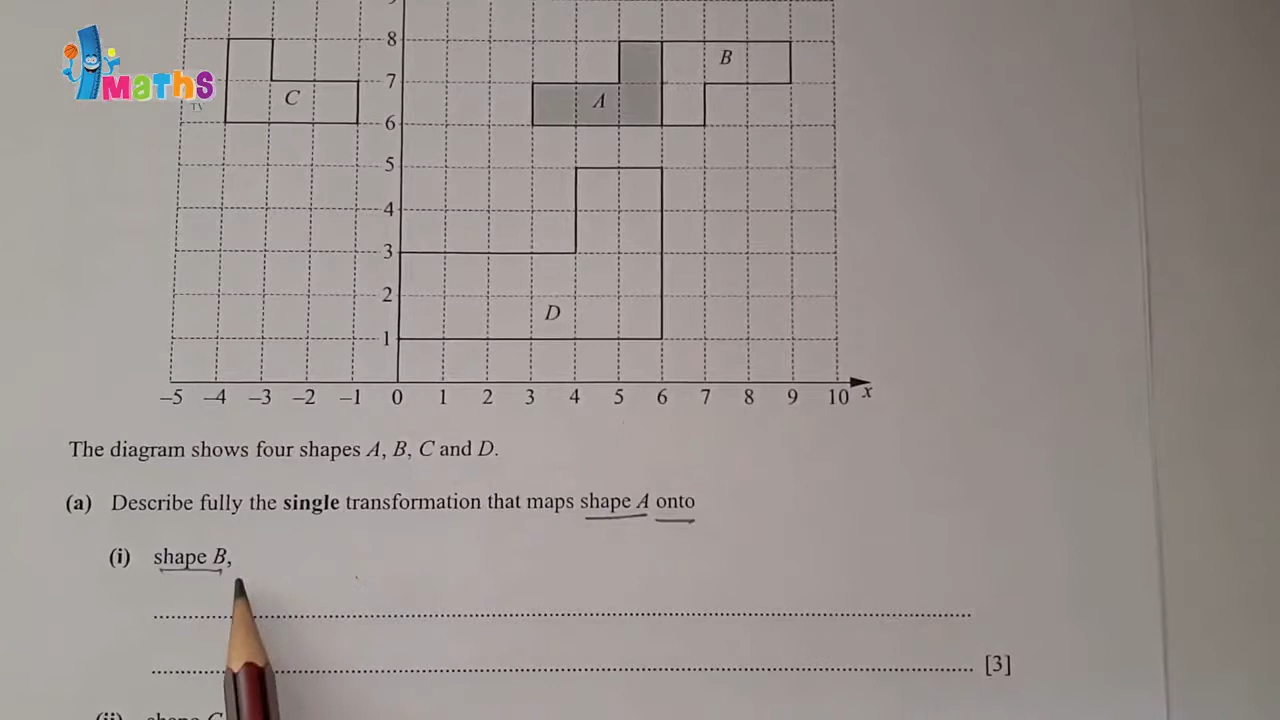 Maths
TV
8
B
7
C
A
6
5
4
3
2
D
1
–5 –4 –3 –2 –1 0 1 2 3 4 5 6 7 8 9 10 x
The diagram shows four shapes A, B, C and D.
(a) Describe fully the single transformation that maps shape A onto
(i) shape B,
[3]